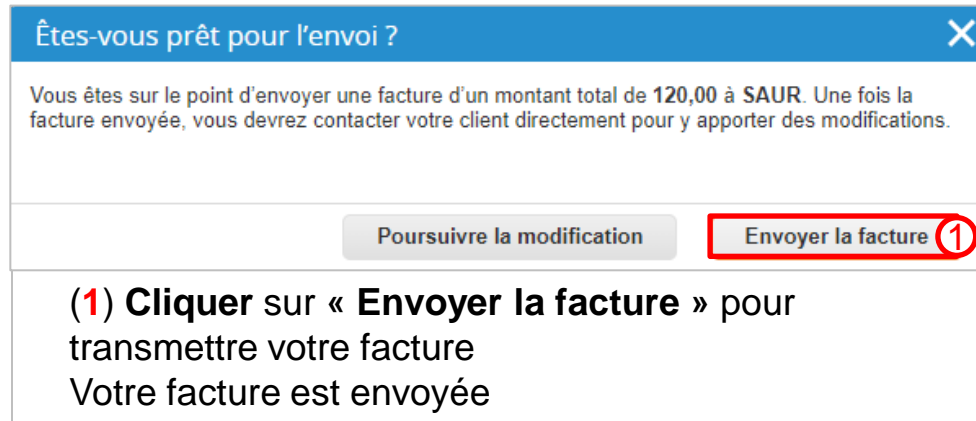 Êtes-vous prêt pour l'envoi ?
Vous êtes sur le point d'envoyer une facture d'un montant total de 120,00 à SAUR. Une fois la
facture envoyée, vous devrez contacter votre client directement pour y apporter des modifications.
Poursuivre la modification Envoyer la facture 1
(1) Cliquer sur « Envoyer la facture » pour
transmettre votre facture
Votre facture est envoyée